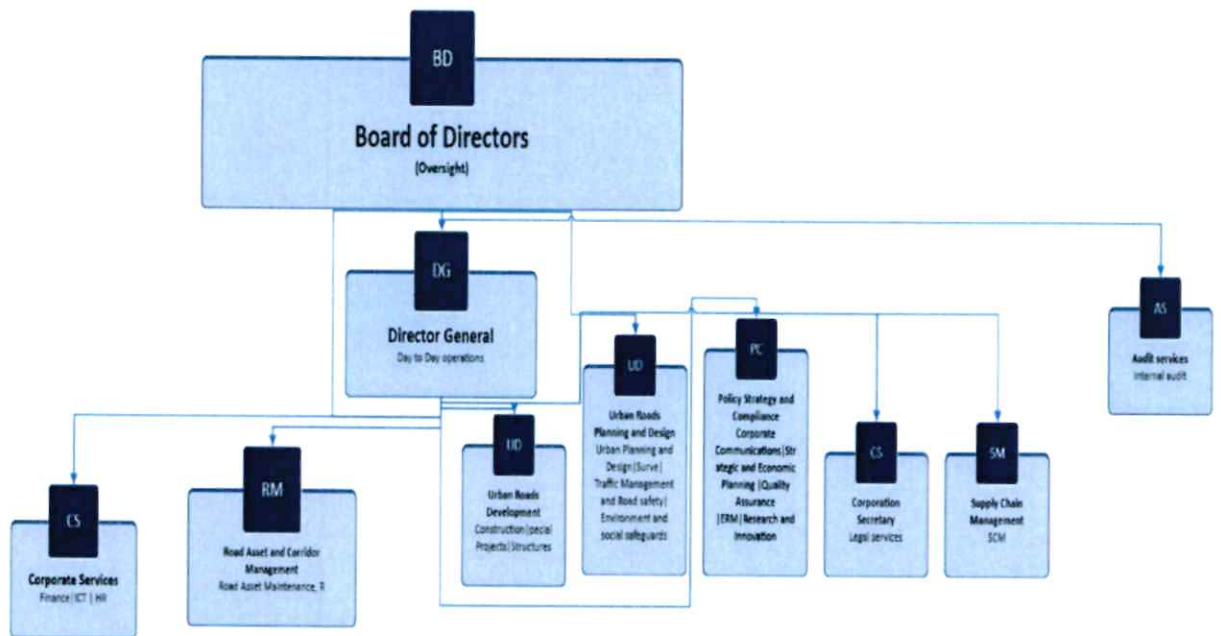 BD
Board of Directors
(Oversight)
DG
Director General
Day to Day operations
AS
Audit services
Internal audit
CS
Corporate Services
Finance|ICT | HR
RM
Road Asset and Corridor
Management
Road Asset Maintenance, R
UD
Urban Roads
Development
Construction|pecial
Projects|Structures
UD
Urban Roads
Planning and Design
Urban Planning and
Design|Surve|
Traffic Management
and Road safety|
Environment and
social safeguards
PC
Policy Strategy and
Compliance
Corporate
Communications|Str
ategic and Economic
Planning |Quality
Assurance
|ERM|Research and
Innovation
CS
Corporation
Secretary
Legal services
SM
Supply Chain
Management
SCM